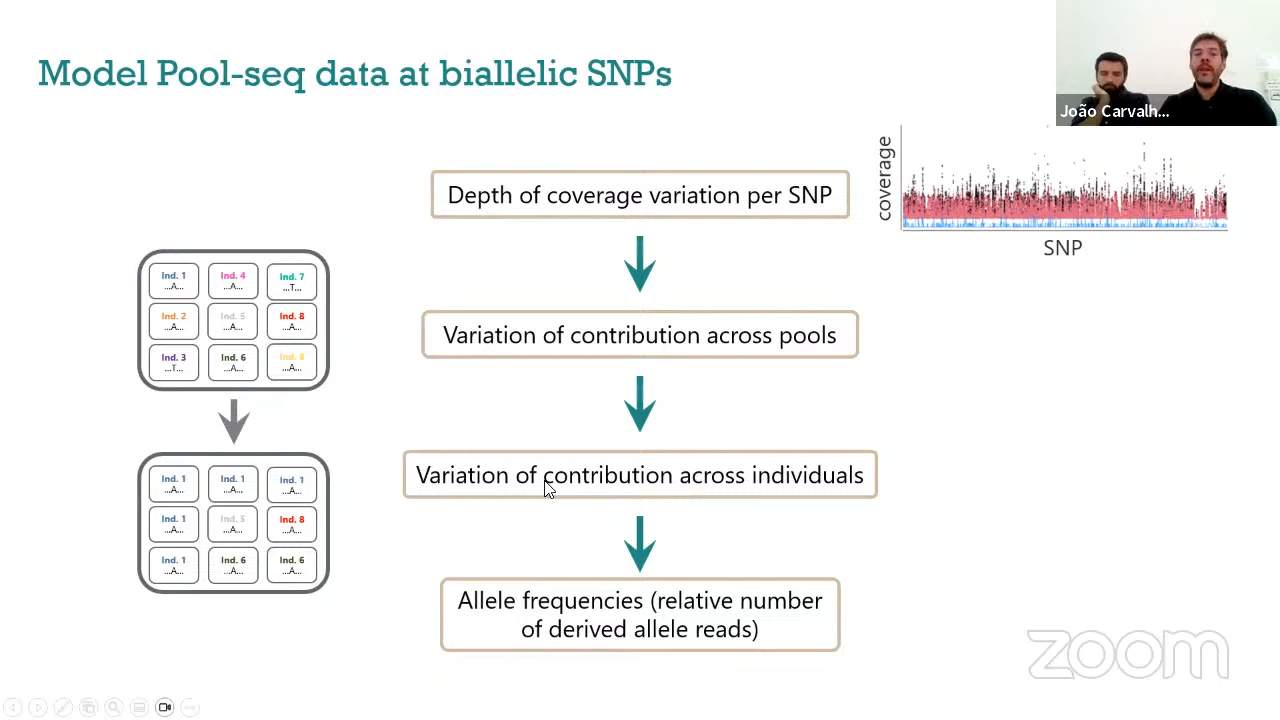 Model Pool-seq data at biallelic SNPs
João Carvalh...
coverage
SNP
Depth of coverage variation per SNP
Variation of contribution across pools
Variation of contribution across individuals
Allele frequencies (relative number
of derived allele reads)
Ind. 1
...A...
Ind. 4
...A...
Ind. 7
...T...
Ind. 2
...A...
Ind. 5
...A...
Ind. 8
...A...
Ind. 3
...T...
Ind. 6
...A...
Ind. 9
...A...
Ind. 1
...A...
Ind. 1
...A...
Ind. 1
...A...
Ind. 1
...A...
Ind. 5
...A...
Ind. 8
...A...
Ind. 1
...A...
Ind. 6
...A...
Ind. 6
...A...
zoom